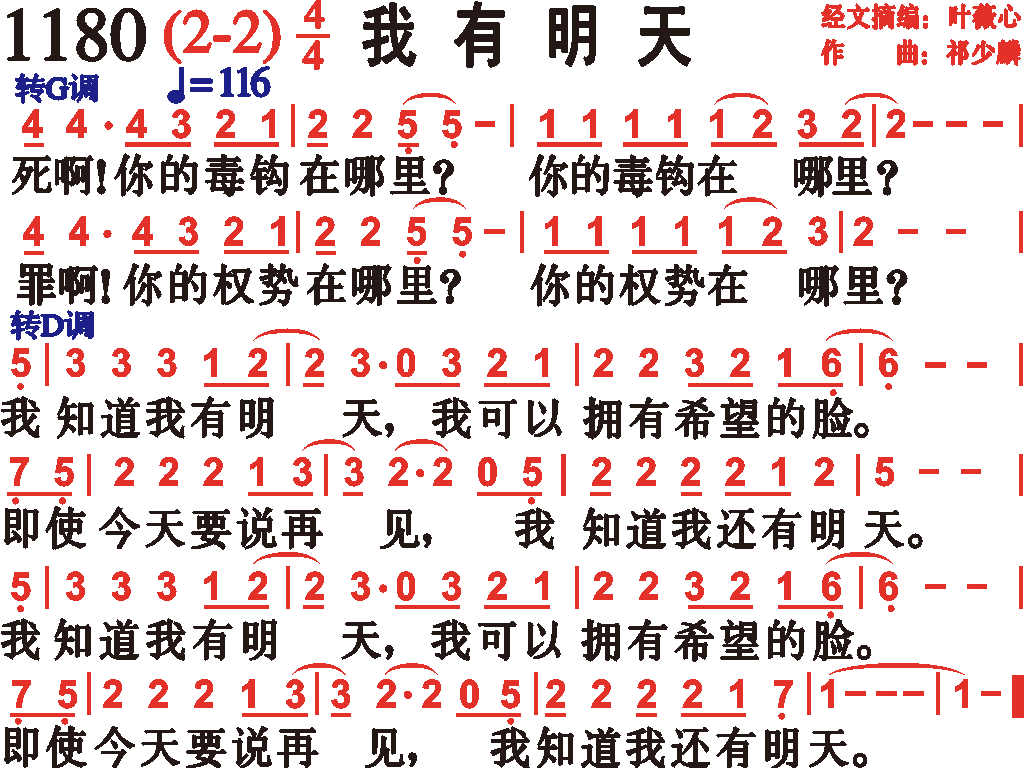 1180 (2-2) 4/4 我有明天 经文摘编：叶薇心
作 曲：祁少麟
转G调 ♩=116
4 4·4 3 2 1|2 2 5 5 -|1 1 1 1 1 2 3 2|2 - - -|
死啊!你的毒钩在哪里? 你的毒钩在 哪里?
4 4·4 3 2 1|2 2 5 5 -|1 1 1 1 1 2 3|2 - -|
罪啊!你的权势在哪里? 你的权势在 哪里?
转D调
5|3 3 3 1 2|2 3·0 3 2 1|2 2 3 2 1 6|6 - -|
我 知道我有明 天，我可以 拥有希望的脸。
7 5|2 2 2 1 3|3 2·2 0 5|2 2 2 2 1 2|5 - -|
即使 今天要说再 见， 我 知道我还有明 天。
5|3 3 3 1 2|2 3·0 3 2 1|2 2 3 2 1 6|6 - -|
我 知道我有明 天，我可以 拥有希望的脸。
7 5|2 2 2 1 3|3 2·2 0 5|2 2 2 2 1 7|1 - - -|1 -
即使 今天要说再 见， 我知道我还有明天。